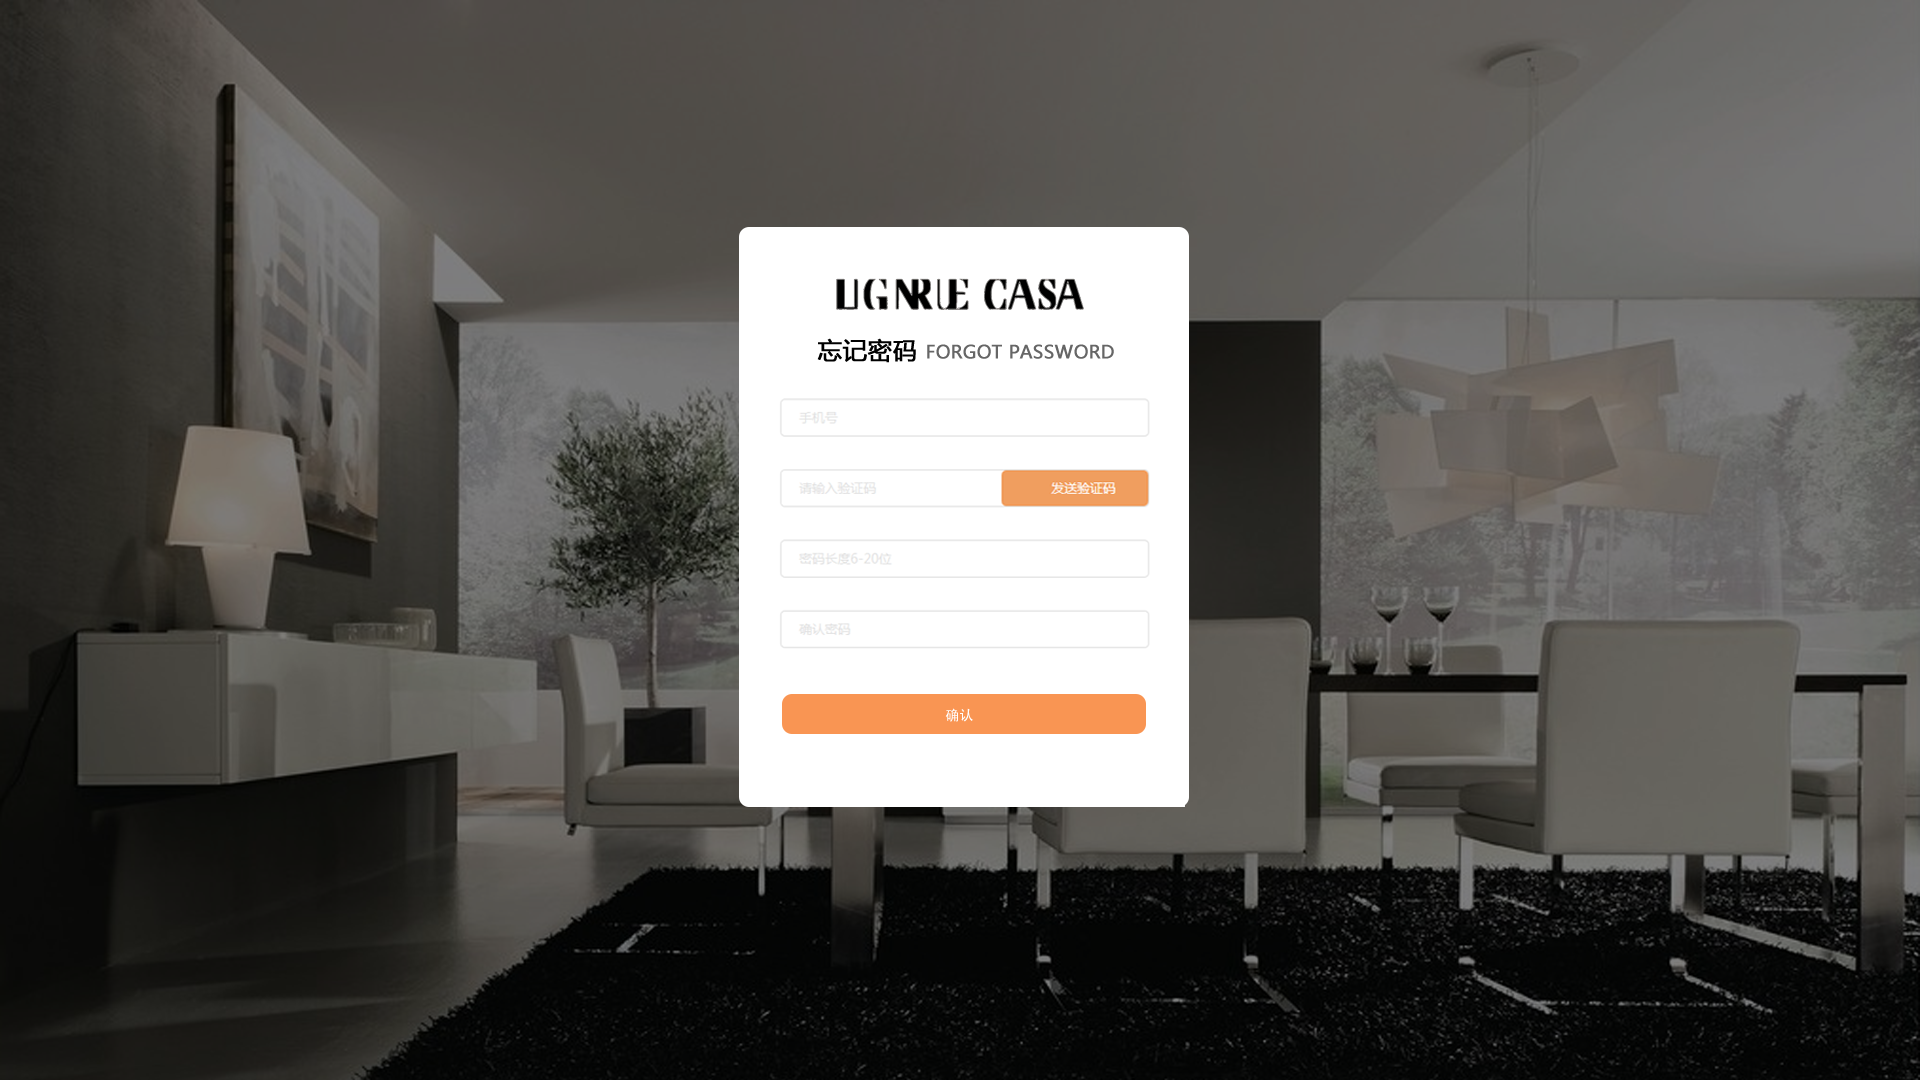 LIGNRUE CASA
忘记密码 FORGOT PASSWORD
手机号
请输入验证码 发送验证码
密码长度6-20位
确认密码
确认